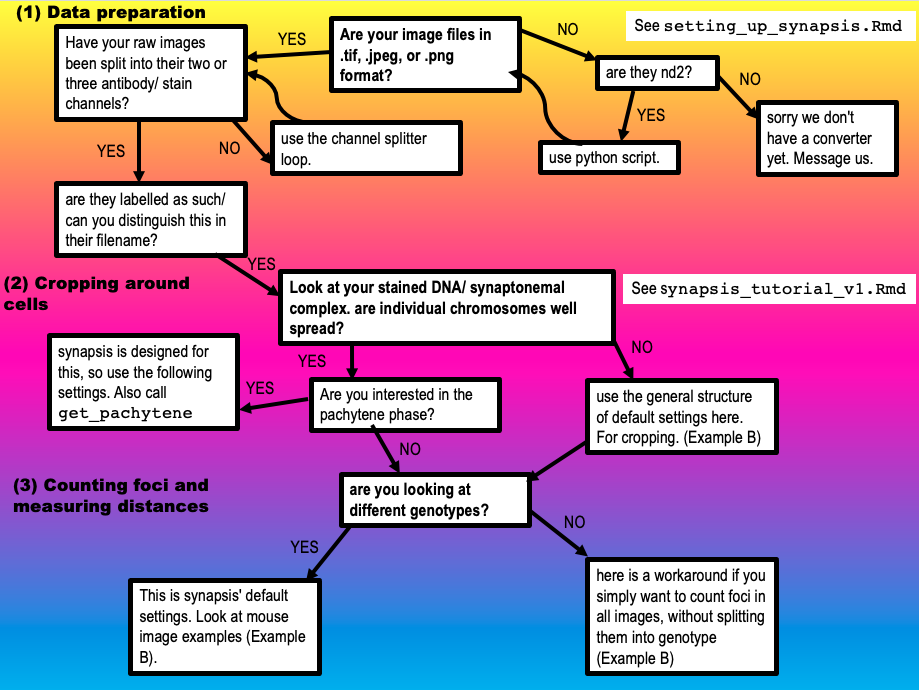 (1) Data preparation
See setting_up_synapsis.Rmd
Are your image files in
.tif, .jpeg, or .png
format?
YES
NO
Have your raw images
been split into their two or
three antibody/ stain
channels?
are they nd2?
NO
YES
sorry we don't
have a converter
yet. Message us.
use the channel splitter
loop.
use python script.
YES
NO
are they labelled as such/
can you distinguish this in
their filename?
YES
(2) Cropping around
cells
Look at your stained DNA/ synaptonemal
complex. are individual chromosomes well
spread?
See synapsis_tutorial_v1.Rmd
YES
NO
synapsis is designed for
this, so use the following
settings. Also call
get_pachytene
YES
Are you interested in the
pachytene phase?
use the general structure
of default settings here.
For cropping. (Example B)
NO
(3) Counting foci and
measuring distances
are you looking at
different genotypes?
YES
NO
This is synapsis' default
settings. Look at mouse
image examples (Example
B).
here is a workaround if you
simply want to count foci in
all images, without splitting
them into genotype
(Example B)